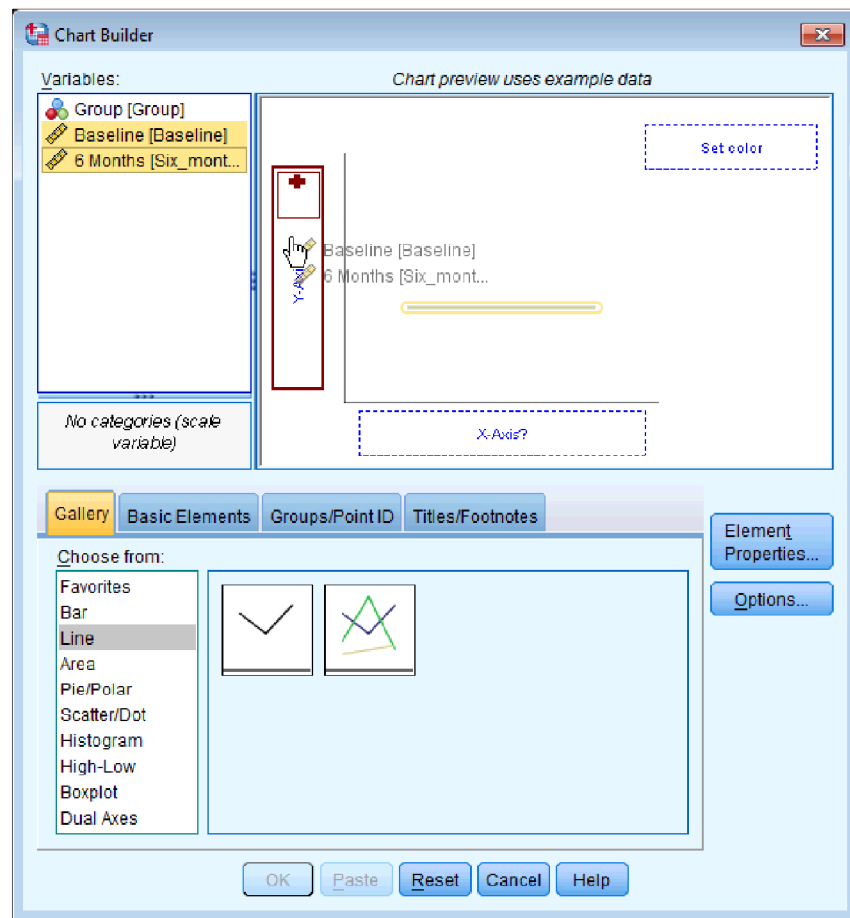 Chart Builder
Variables:
Chart preview uses example data
Group [Group]
Baseline [Baseline]
6 Months [Six_mont...
Set color
Baseline [Baseline]
6 Months [Six_mont...
Y-Axi
No categories (scale
variable)
X-Axis?
Gallery
Basic Elements
Groups/Point ID
Titles/Footnotes
Element
Properties...
Options...
Choose from:
Favorites
Bar
Line
Area
Pie/Polar
Scatter/Dot
Histogram
High-Low
Boxplot
Dual Axes
OK
Paste
Reset
Cancel
Help